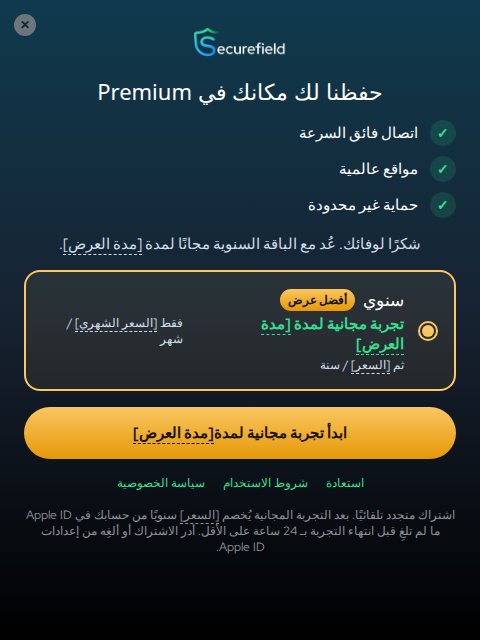 Securefield
حفظنا لك مكانك في Premium
اتصال فائق السرعة
مواقع عالمية
حماية غير محدودة
شكرًا لوفائك. عُد مع الباقة السنوية مجانًا لمدة [مدة العرض].
سنوي
أفضل عرض
تجربة مجانية لمدة [مدة
العرض]
ثم [السعر] / سنة
فقط [السعر الشهري] /
شهر
ابدأ تجربة مجانية لمدة[مدة العرض]
استعادة
شروط الاستخدام
سياسة الخصوصية
اشتراك متجدد تلقائيًا. بعد التجربة المجانية يُخصم [السعر] سنويًا من حسابك في Apple ID
ما لم تلغِ قبل انتهاء التجربة بـ 24 ساعة على الأقل. أدر الاشتراك أو ألغِه من إعدادات
Apple ID.